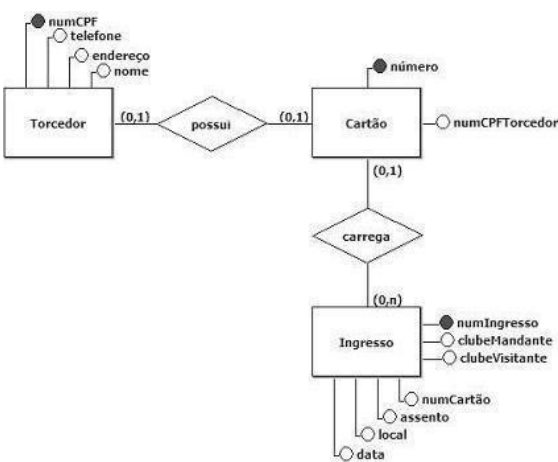 numCPF
telefone
endereço
nome
Torcedor
(0,1)
possui
(0,1)
Cartão
número
numCPFTorcedor
(0,1)
carrega
(0,n)
Ingresso
numIngresso
clubeMandante
clubeVisitante
numCartão
assento
local
data